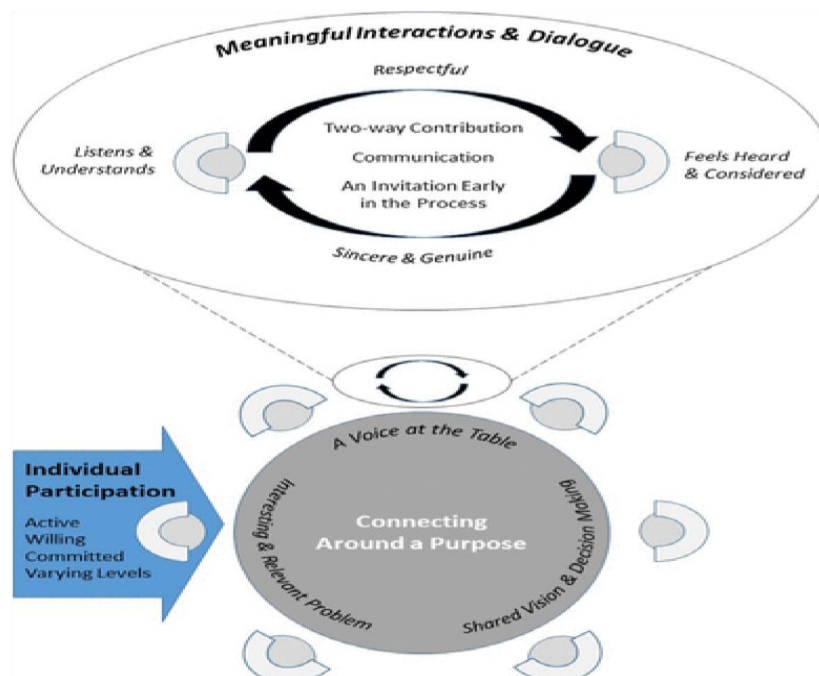 Meaningful Interactions & Dialogue
Respectful
Listens &
Understands
Two-way Contribution
Communication
An Invitation Early
in the Process
Feels Heard
& Considered
Sincere & Genuine
A Voice at the Table
Individual
Participation
Active
Willing
Committed
Varying Levels
Interesting & Relevant Problem
Connecting
Around a Purpose
Shared Vision & Decision Making